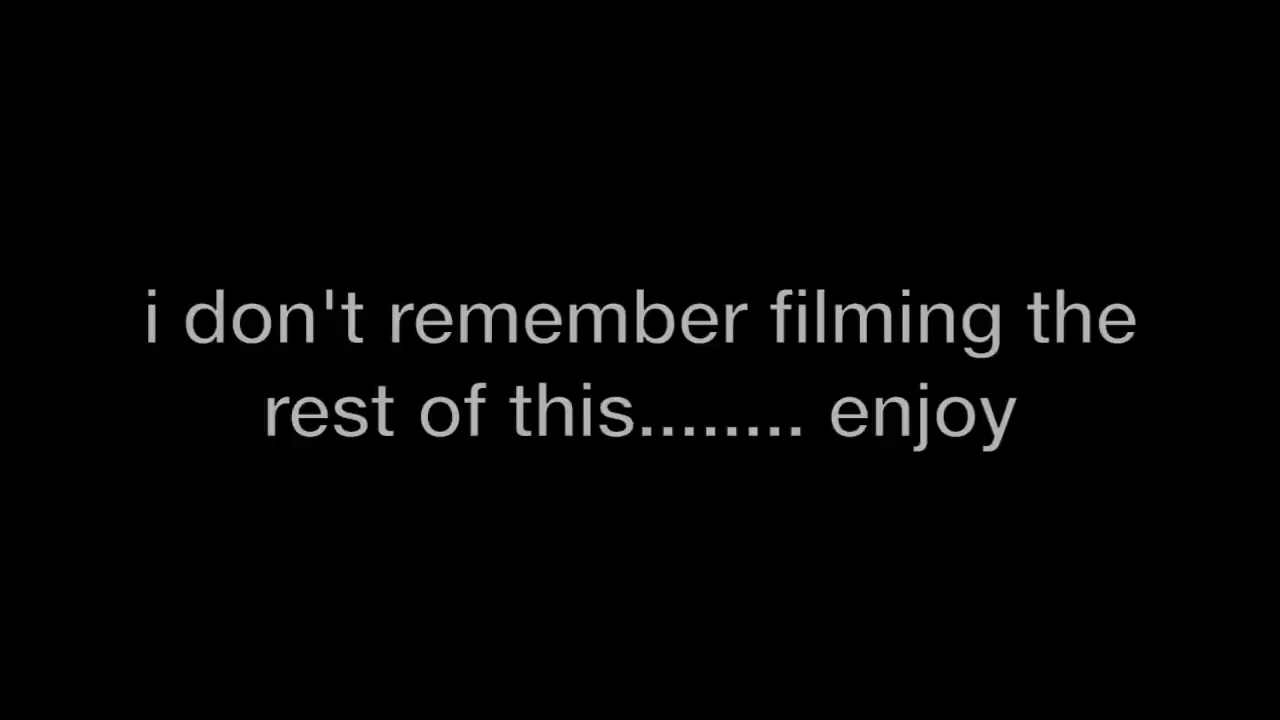 i don't remember filming the
rest of this........ enjoy